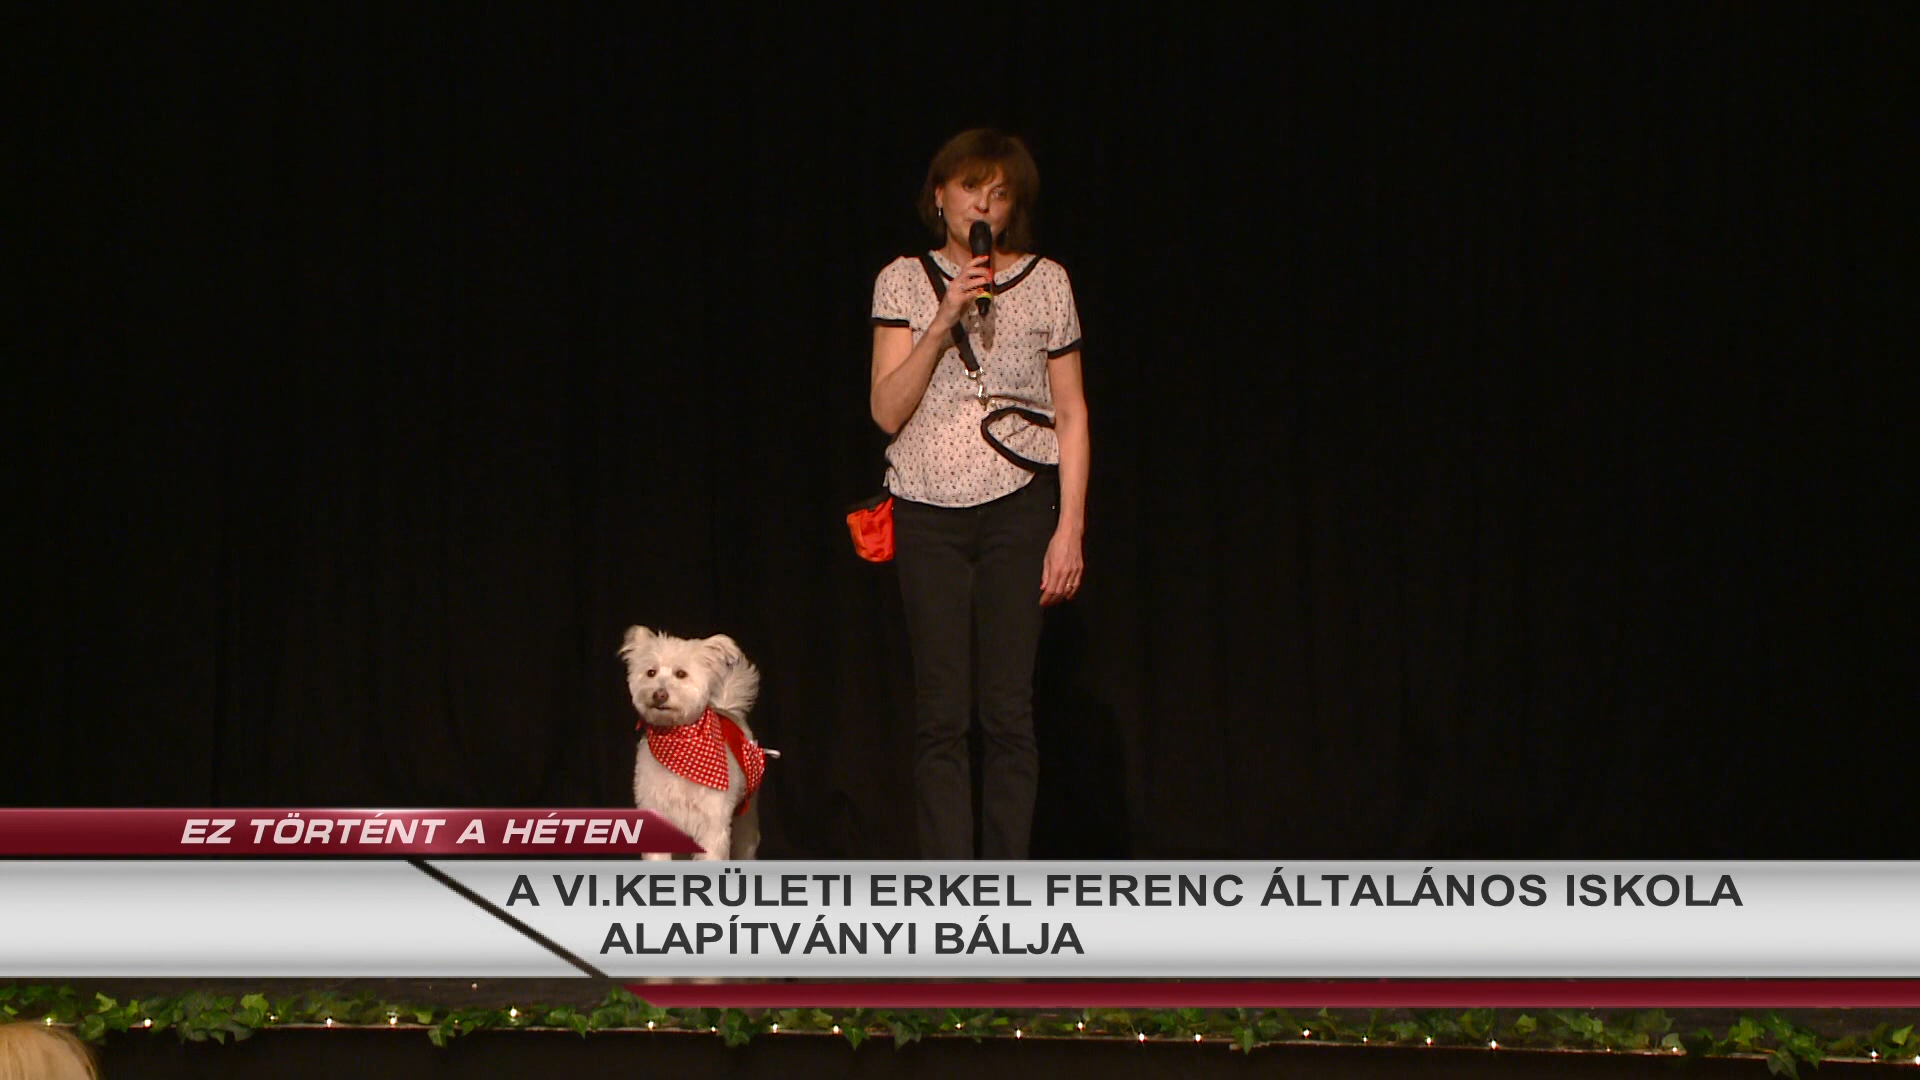 EZ TÖRTÉNT A HÉTEN
A VI.KERÜLETI ERKEL FERENC ÁLTALÁNOS ISKOLA
ALAPÍTVÁNYI BÁLJA